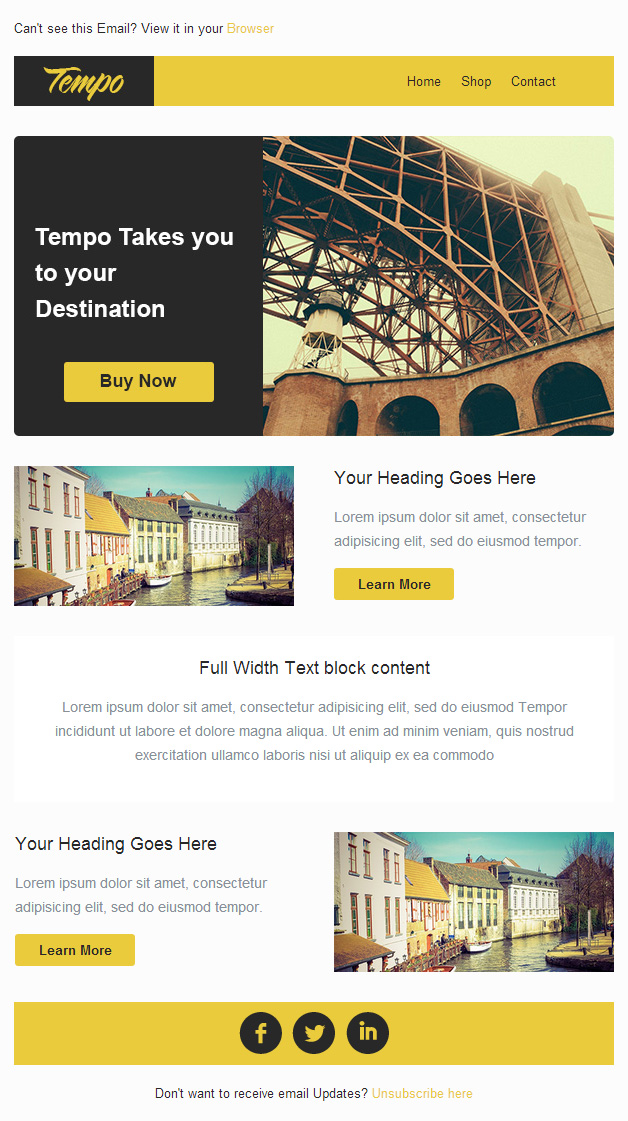 Can't see this Email? View it in your Browser
Tempo
Home Shop Contact
Tempo Takes you
to your
Destination
Buy Now
Your Heading Goes Here
Lorem ipsum dolor sit amet, consectetur
adipisicing elit, sed do eiusmod tempor.
Learn More
Full Width Text block content
Lorem ipsum dolor sit amet, consectetur adipisicing elit, sed do eiusmod Tempor
incididunt ut labore et dolore magna aliqua. Ut enim ad minim veniam, quis nostrud
exercitation ullamco laboris nisi ut aliquip ex ea commodo
Your Heading Goes Here
Lorem ipsum dolor sit amet, consectetur
adipisicing elit, sed do eiusmod tempor.
Learn More
f in
Don't want to receive email Updates? Unsubscribe here